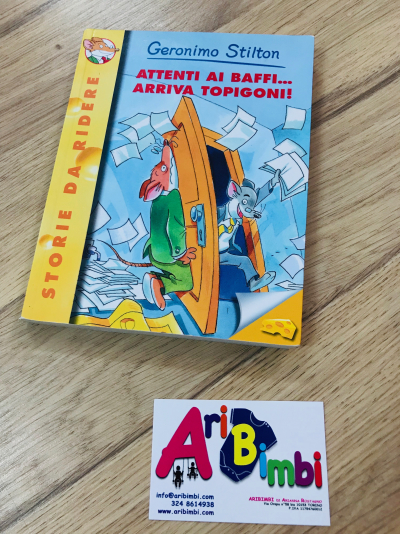 Geronimo Stilton
ATTENTI AI BAFFI...
ARRIVA TOPIGONI!
STORIE DA RIDERE
AriBimbi
info@aribimbi.com
324 8614938
www.aribimbi.com
ARIBIMBI DI